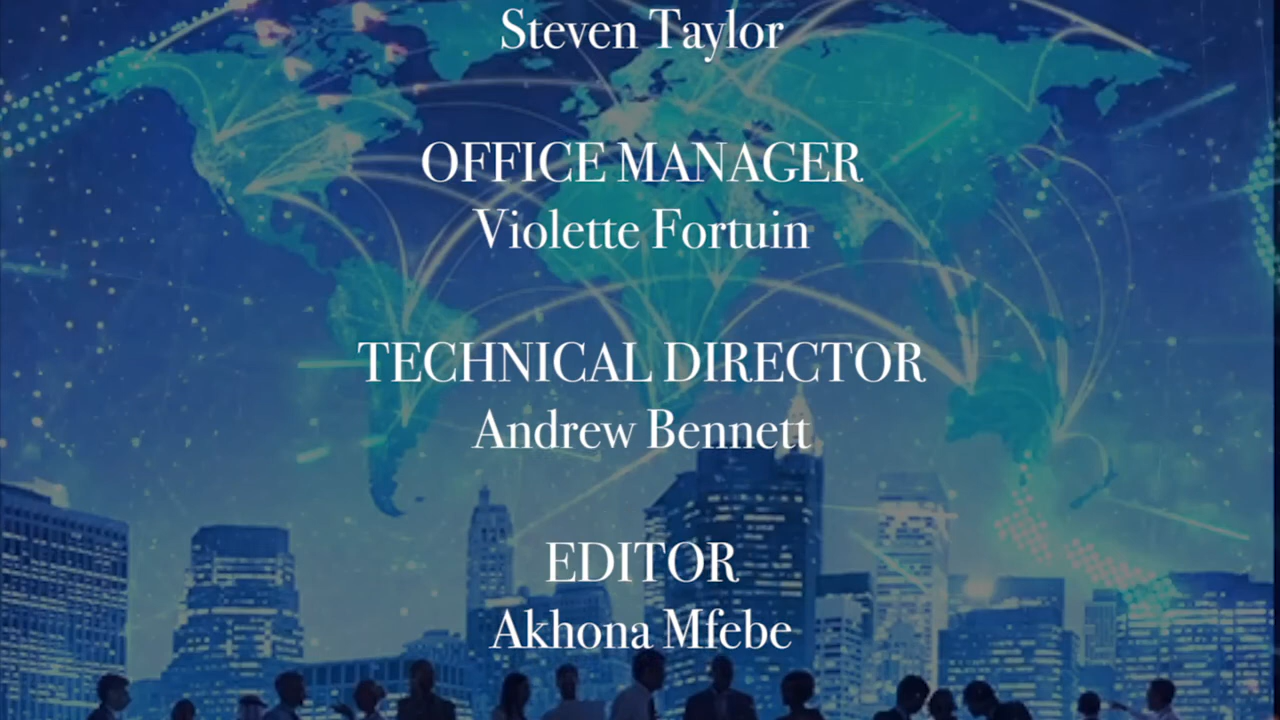 Steven Taylor
OFFICE MANAGER
Violette Fortuin
TECHNICAL DIRECTOR
Andrew Bennett
EDITOR
Akhona Mfebe